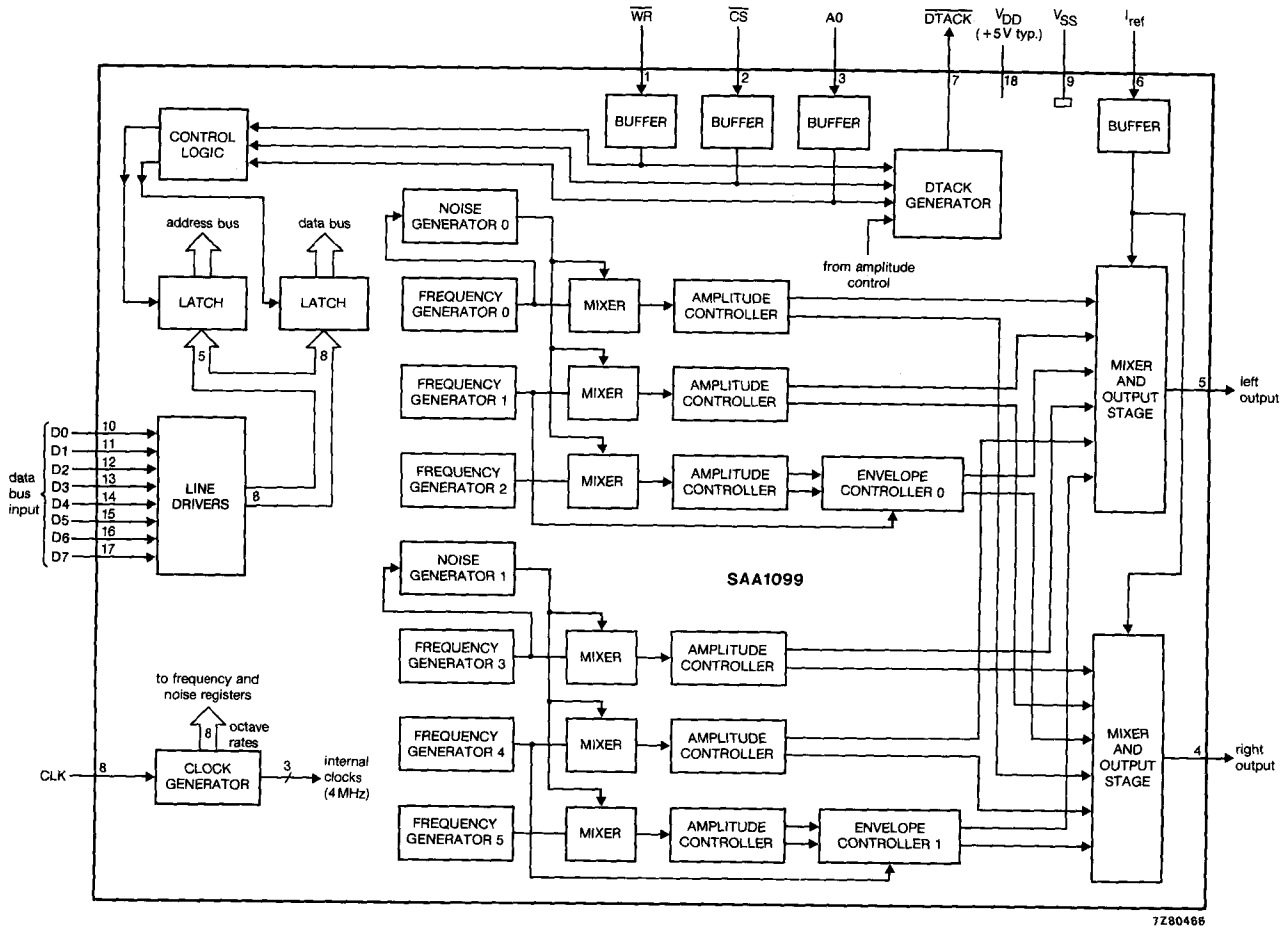 WR CS A0 DTACK VDD VSS Iref
(+5V typ.)
1 2 3 7 18 9 6
BUFFER BUFFER BUFFER BUFFER
CONTROL
LOGIC
DTACK
GENERATOR
from amplitude
control
address bus
data bus
LATCH
LATCH
5
8
data
bus
input
D0 10
D1 11
D2 12
D3 13
D4 14
D5 15
D6 16
D7 17
LINE
DRIVERS
8
NOISE
GENERATOR 0
FREQUENCY
GENERATOR 0
MIXER
AMPLITUDE
CONTROLLER
FREQUENCY
GENERATOR 1
MIXER
AMPLITUDE
CONTROLLER
FREQUENCY
GENERATOR 2
MIXER
AMPLITUDE
CONTROLLER
ENVELOPE
CONTROLLER 0
MIXER
AND
OUTPUT
STAGE
5
left
output
NOISE
GENERATOR 1
SAA1099
FREQUENCY
GENERATOR 3
MIXER
AMPLITUDE
CONTROLLER
FREQUENCY
GENERATOR 4
MIXER
AMPLITUDE
CONTROLLER
FREQUENCY
GENERATOR 5
MIXER
AMPLITUDE
CONTROLLER
ENVELOPE
CONTROLLER 1
MIXER
AND
OUTPUT
STAGE
4
right
output
to frequency and
noise registers
8
octave
rates
CLK 8
CLOCK
GENERATOR
3
internal
clocks
(4 MHz)
7Z80466